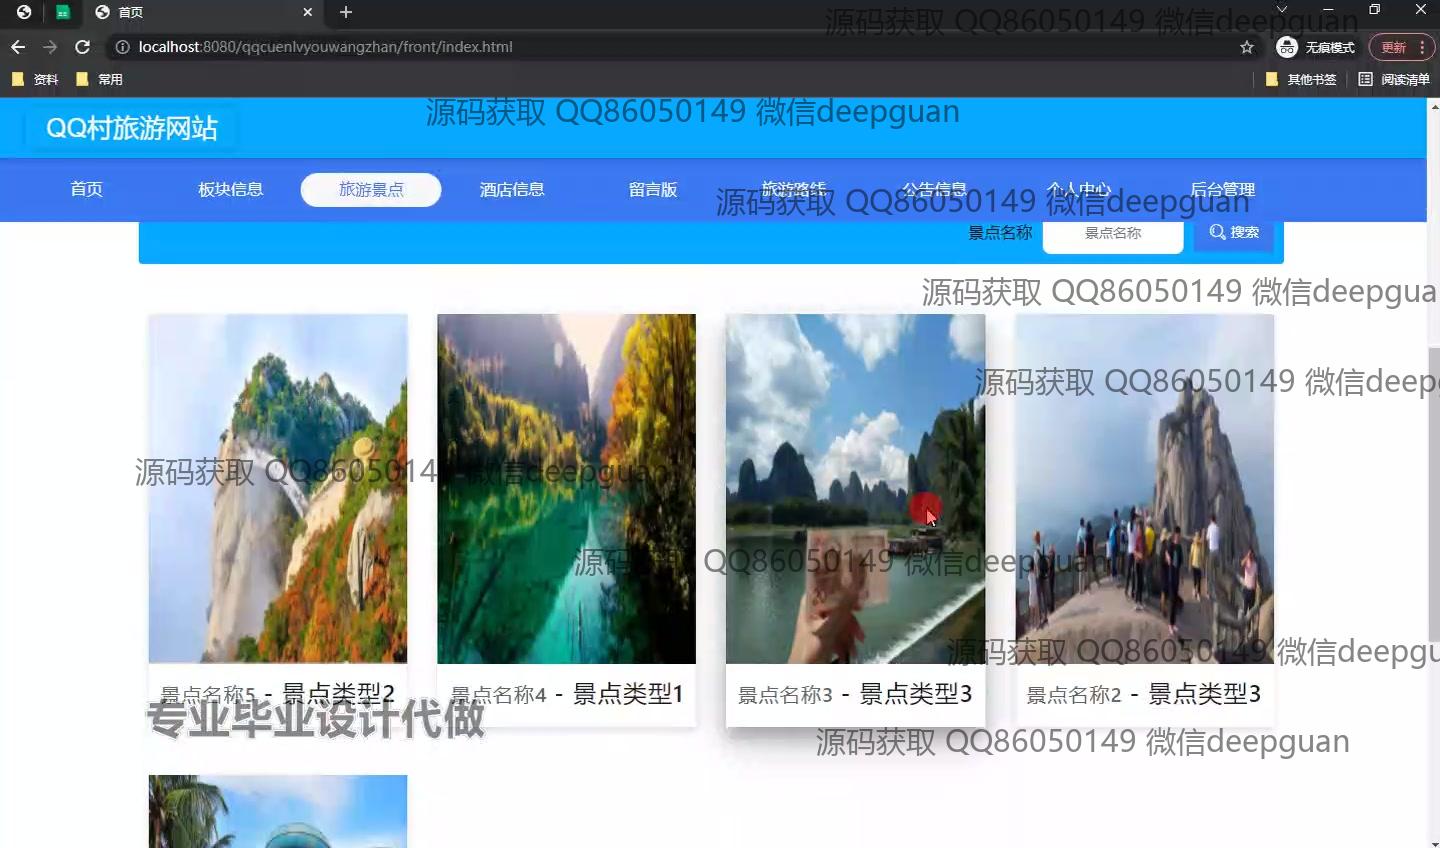 首页
源码获取 QQ86050149 微信deepguan
localhost:8080/qqcuenlvyouwangzhan/front/index.html
无痕模式
更新
资料
常用
其他书签
阅读清单
源码获取 QQ86050149 微信deepguan
QQ村旅游网站
首页
板块信息
旅游景点
酒店信息
留言版
旅游路线
公告信息
个人中心
后台管理
源码获取 QQ86050149 微信deepguan
景点名称
景点名称
搜索
源码获取 QQ86050149 微信deepgua
源码获取 QQ86050149 微信deep
源码获取 QQ86050149 微信deepguan
源码获取 QQ86050149 微信deepguan
源码获取 QQ86050149 微信deepgu
景点名称5 - 景点类型2
景点名称4 - 景点类型1
景点名称3 - 景点类型3
景点名称2 - 景点类型3
专业毕业设计代做
源码获取 QQ86050149 微信deepguan